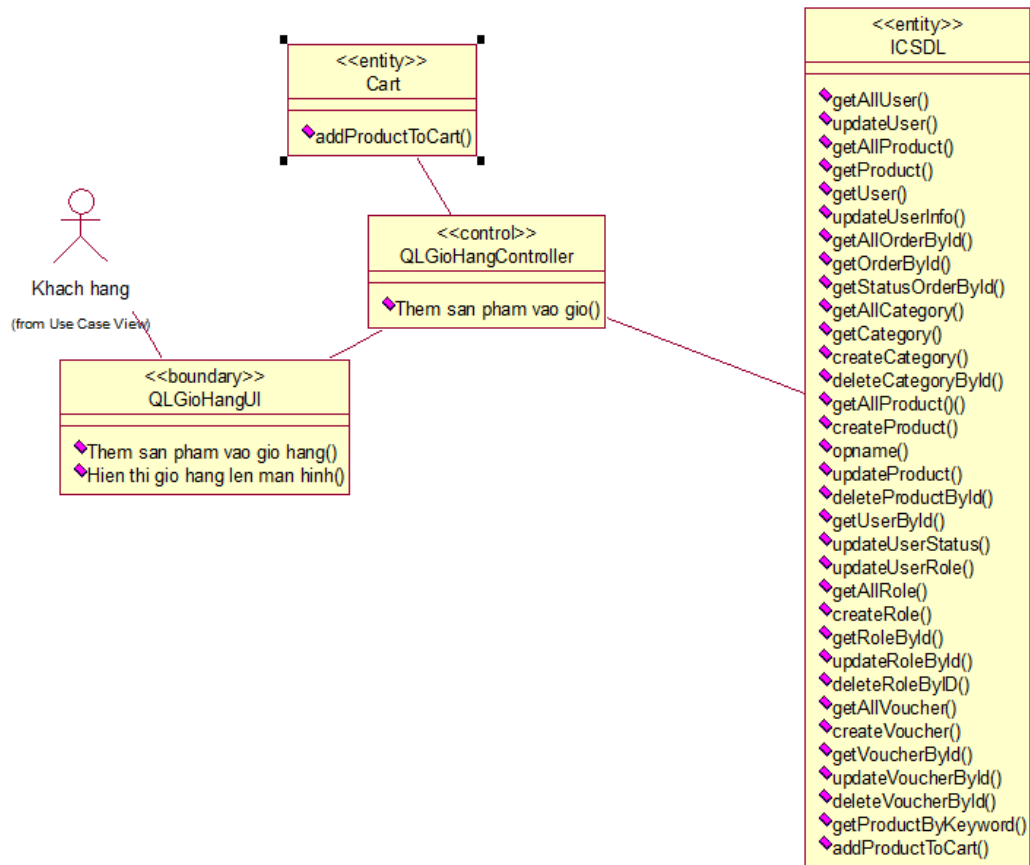 <<entity>>
Cart
addProductToCart()
Khach hang
(from Use Case View)
<<control>>
QLGioHangController
Them san pham vao gio()
<<boundary>>
QLGioHangUI
Them san pham vao gio hang()
Hien thi gio hang len man hinh()
<<entity>>
ICSDL
getAllUser()
updateUser()
getAllProduct()
getProduct()
getUser()
updateUserInfo()
getAllOrderById()
getOrderById()
getStatusOrderById()
getAllCategory()
getCategory()
createCategory()
deleteCategoryById()
getAllProduct()()
createProduct()
opname()
updateProduct()
deleteProductById()
getUserById()
updateUserStatus()
updateUserRole()
getAllRole()
createRole()
getRoleById()
updateRoleById()
deleteRoleByID()
getAllVoucher()
createVoucher()
getVoucherById()
updateVoucherById()
deleteVoucherById()
getProductByKeyword()
addProductToCart()